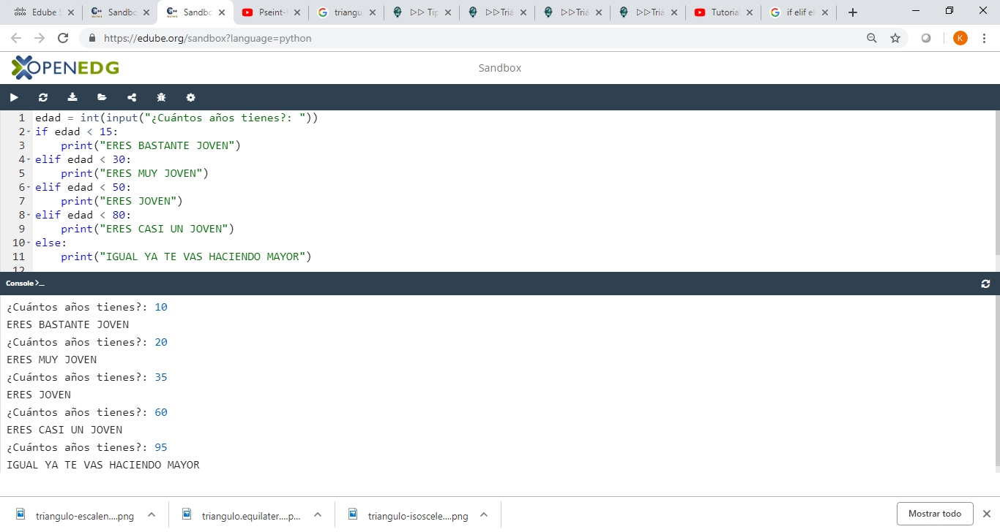 Edube S
Sandbo
Sandbo
Pseint-
triangu
▷▷ Tip
▷▷Triá
▷▷Triá
▷▷Triá
Tutoria
if elif el
https://edube.org/sandbox?language=python
K
OPENEDG
Sandbox
1 edad = int(input("¿Cuántos años tienes?: "))
2 if edad < 15:
3 print("ERES BASTANTE JOVEN")
4 elif edad < 30:
5 print("ERES MUY JOVEN")
6 elif edad < 50:
7 print("ERES JOVEN")
8 elif edad < 80:
9 print("ERES CASI UN JOVEN")
10 else:
11 print("IGUAL YA TE VAS HACIENDO MAYOR")
12
Console >_
¿Cuántos años tienes?: 10
ERES BASTANTE JOVEN
¿Cuántos años tienes?: 20
ERES MUY JOVEN
¿Cuántos años tienes?: 35
ERES JOVEN
¿Cuántos años tienes?: 60
ERES CASI UN JOVEN
¿Cuántos años tienes?: 95
IGUAL YA TE VAS HACIENDO MAYOR
triangulo-escalen....png
triangulo.equilater....p...
triangulo-isoscele....png
Mostrar todo